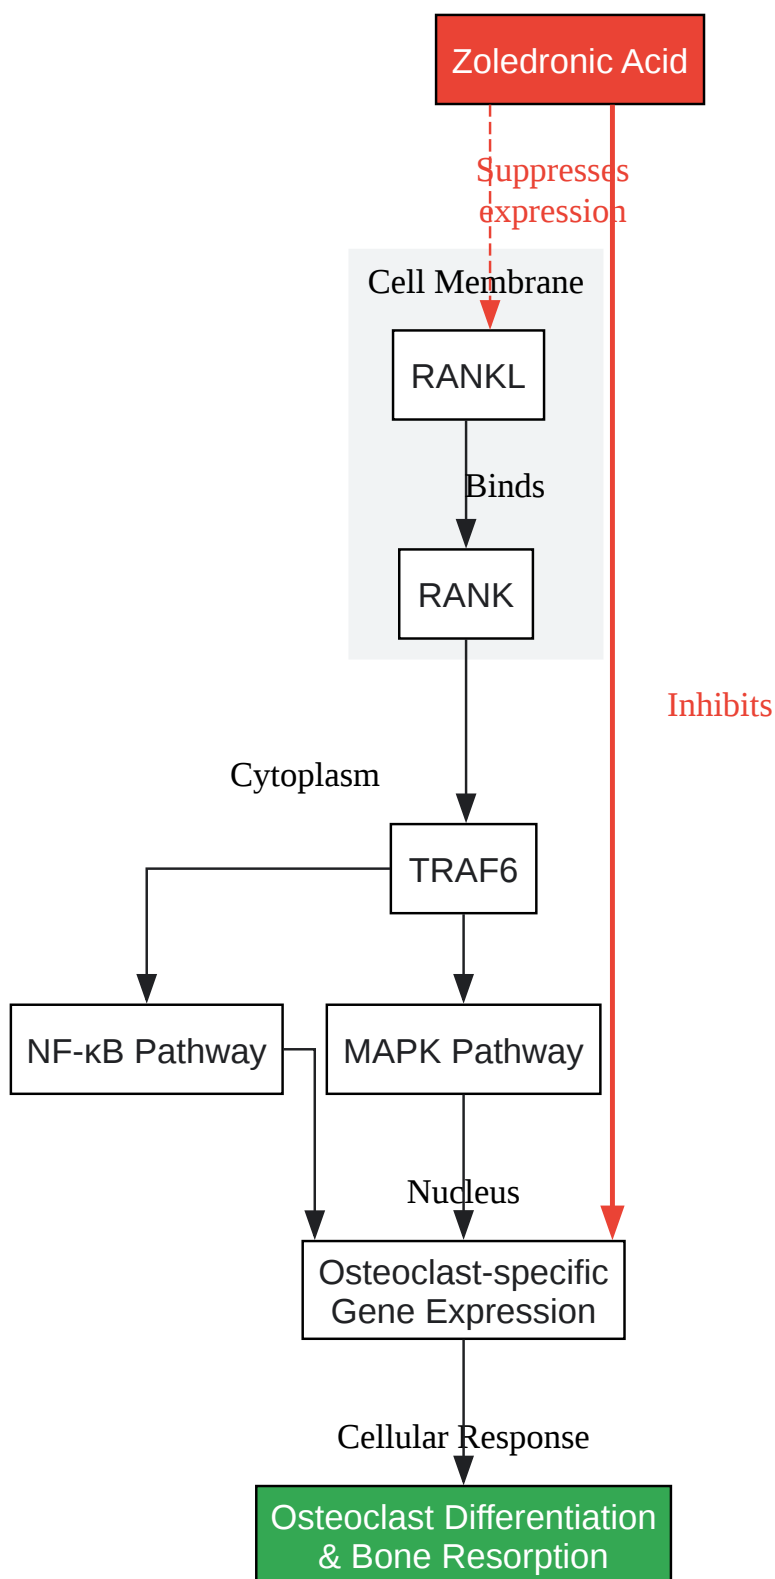 Zoledronic Acid
Suppresses
expression
Cell Membrane
RANKL
Binds
RANK
Inhibits
Cytoplasm
TRAF6
NF-κB Pathway
MAPK Pathway
Nucleus
Osteoclast-specific
Gene Expression
Cellular Response
Osteoclast Differentiation
& Bone Resorption